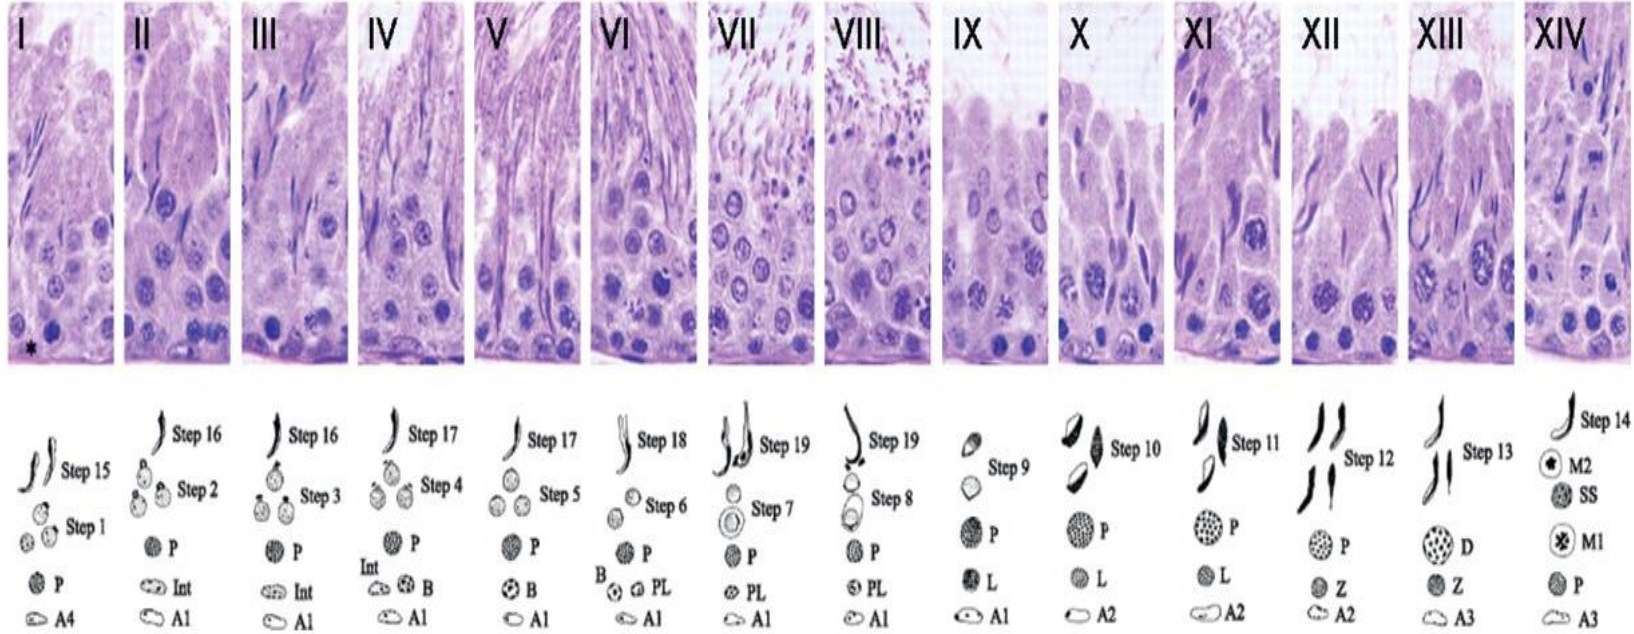 I II III IV V VI VII VIII IX X XI XII XIII XIV
Step 15
Step 1
P
A4
Step 16
Step 2
P
Int
A1
Step 16
Step 3
P
Int
A1
Step 17
Step 4
P
Int B
A1
Step 17
Step 5
P
B
A1
Step 18
Step 6
P
B PL
A1
Step 19
Step 7
P
PL
A1
Step 19
Step 8
P
PL
A1
Step 9
P
L
A1
Step 10
P
L
A2
Step 11
P
L
A2
Step 12
P
Z
A2
Step 13
D
Z
A3
Step 14
M2
SS
M1
P
A3